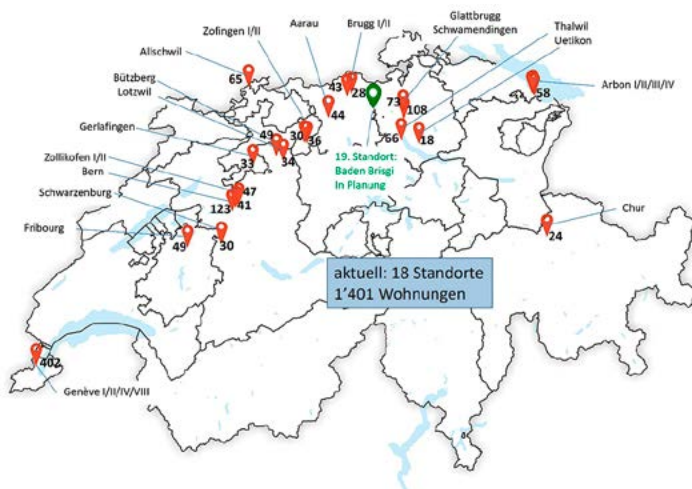 Zofingen I/II
Aarau
Brugg I/II
Glattbrugg
Schwamendingen
Thalwil
Uetikon
Allschwil
65
43
28
73
108
58
Arbon I/II/III/IV
Bützberg
Lotzwil
44
49
30
36
34
66
18
Gerlafingen
33
19. Standort:
Baden Brisgi
In Planung
Zollikofen I/II
Bern
47
41
123
Schwarzenburg
Fribourg
49
30
Chur
24
aktuell: 18 Standorte
1'401 Wohnungen
402
Genève I/II/IV/VIII